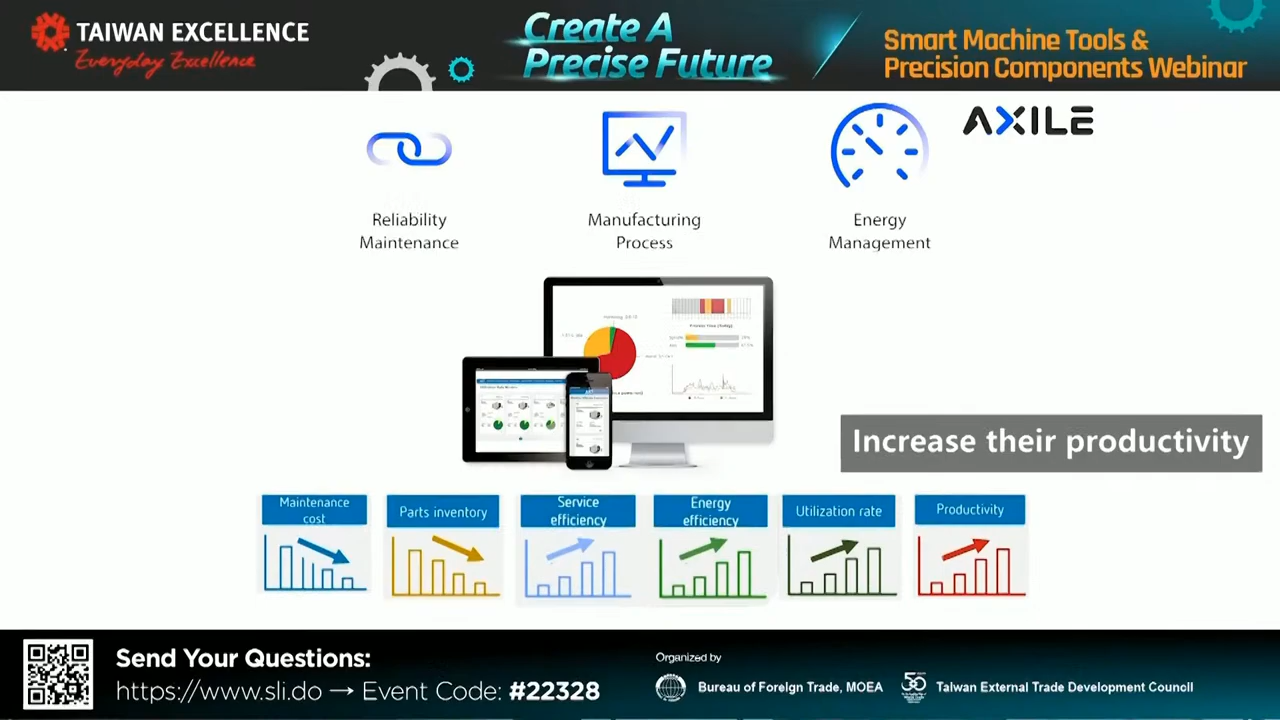 TAIWAN EXCELLENCE
Everyday Excellence
Create A
Precise Future
Smart Machine Tools &
Precision Components Webinar
AXILE
Reliability
Maintenance
Manufacturing
Process
Energy
Management
Increase their productivity
Maintenance
cost
Parts inventory
Service
efficiency
Energy
efficiency
Utilization rate
Productivity
Send Your Questions:
https://www.sli.do → Event Code: #22328
Organized by
Bureau of Foreign Trade, MOEA
50
Taiwan External Trade Development Council